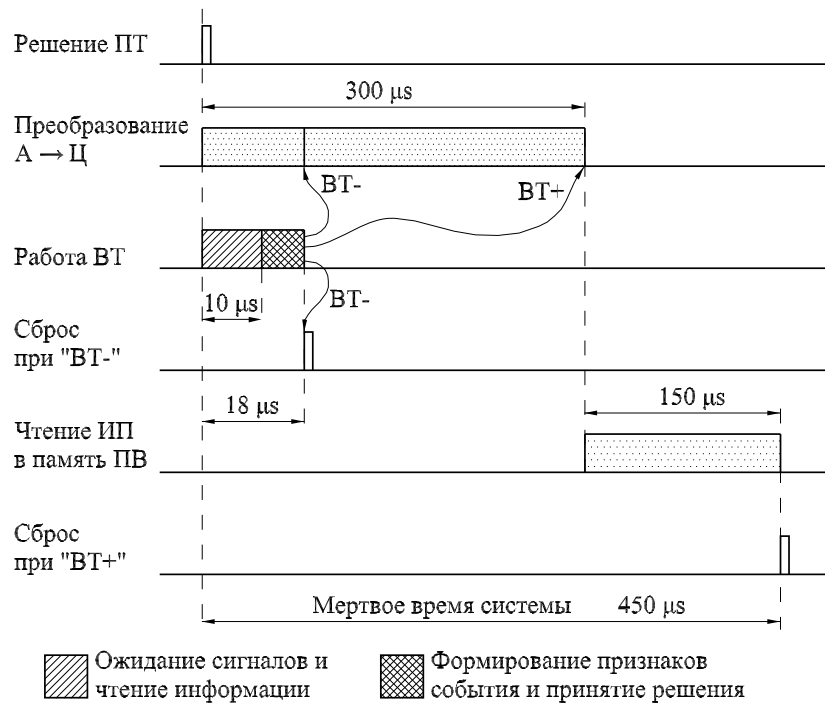 Решение ПТ
300 μs
Преобразование
А → Ц
ВТ-
ВТ+
Работа ВТ
10 μs
ВТ-
Сброс
при "ВТ-"
18 μs
150 μs
Чтение ИП
в память ПВ
Сброс
при "ВТ+"
Мертвое время системы 450 μs
Ожидание сигналов и
чтение информации
Формирование признаков
события и принятие решения